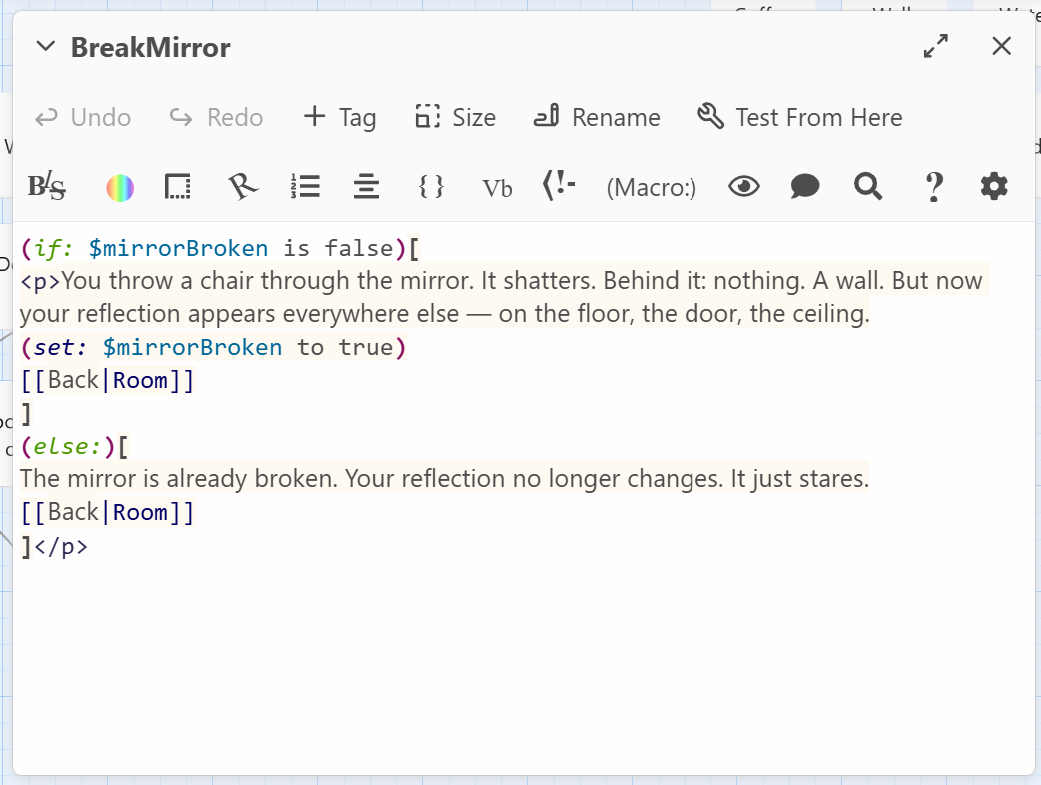 BreakMirror
Undo Redo + Tag Size Rename Test From Here
BIS Vb (Macro:) ?
(if: $mirrorBroken is false)[
<p>You throw a chair through the mirror. It shatters. Behind it: nothing. A wall. But now
your reflection appears everywhere else — on the floor, the door, the ceiling.
(set: $mirrorBroken to true)
[[Back|Room]]
]
(else:)[
The mirror is already broken. Your reflection no longer changes. It just stares.
[[Back|Room]]
]</p>